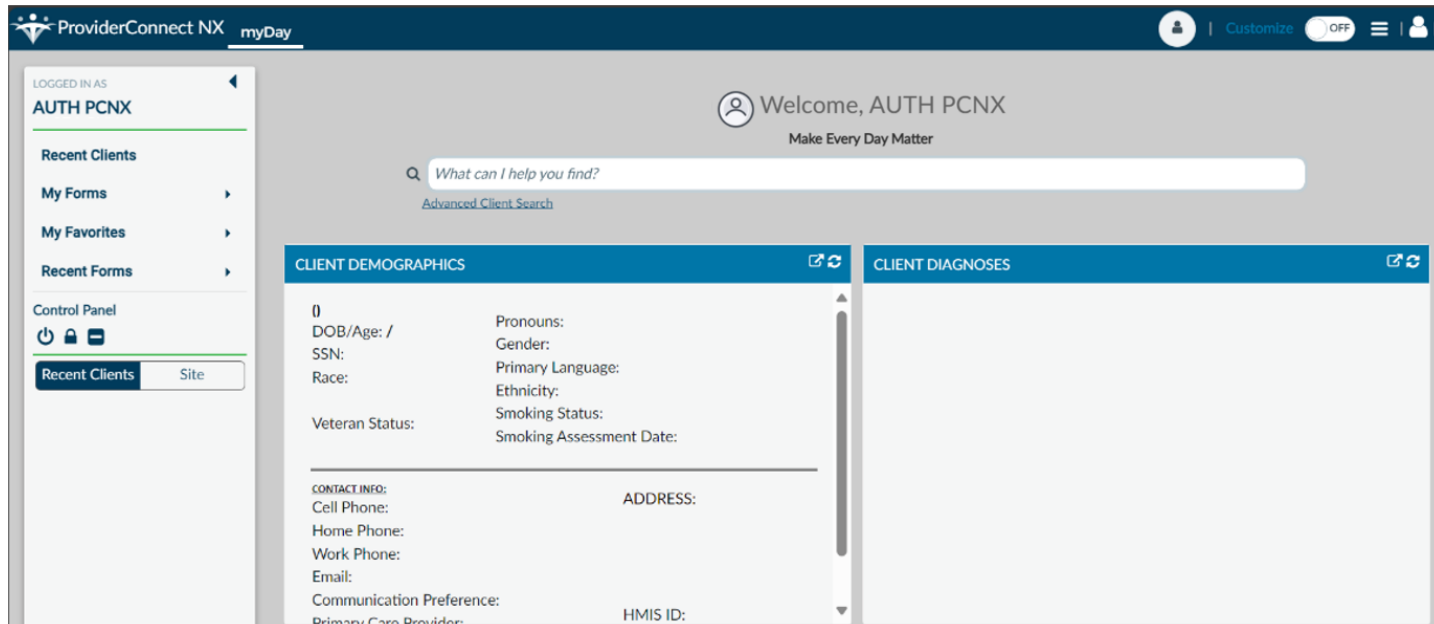 ProviderConnect NX myDay
Customize OFF
LOGGED IN AS
AUTH PCNX
Recent Clients
My Forms
My Favorites
Recent Forms
Control Panel
Recent Clients Site
Welcome, AUTH PCNX
Make Every Day Matter
What can I help you find?
Advanced Client Search
CLIENT DEMOGRAPHICS
()
DOB/Age: /
SSN:
Race:
Veteran Status:
Pronouns:
Gender:
Primary Language:
Ethnicity:
Smoking Status:
Smoking Assessment Date:
CONTACT INFO:
Cell Phone:
Home Phone:
Work Phone:
Email:
Communication Preference:
Primary Care Provider:
ADDRESS:
HMIS ID:
CLIENT DIAGNOSES